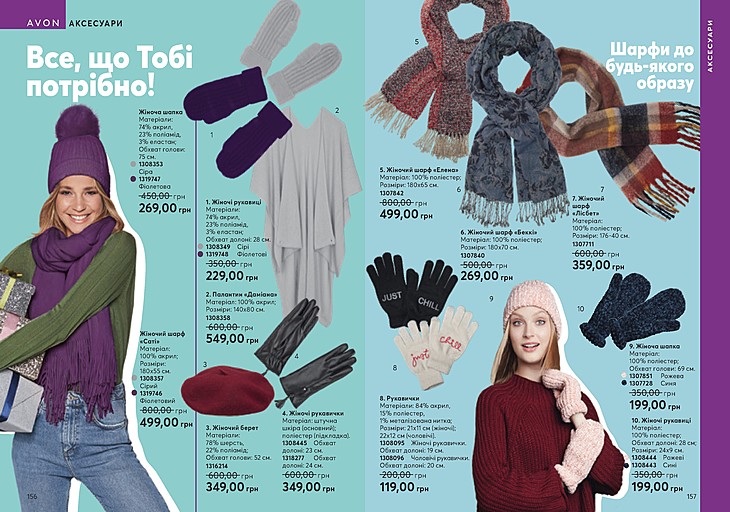 AVON АКСЕСУАРИ
Все, що Тобі
потрібно!
Жіноча шапка
Матеріали:
74% акрил,
23% поліамід,
3% еластан;
Обхват голови:
75 см.
1308353
Сіра
1319747
Фіолетова
450,00 грн
269,00 грн
Жіночий шарф
«Саті»
Матеріал:
100% акрил;
Розміри:
180х55 см.
1308357
Сірий
1319746
Фіолетовий
800,00 грн
499,00 грн
156
1
2
1. Жіночі рукавиці
Матеріали:
74% акрил,
23% поліамід,
3% еластан;
Обхват долоні: 28 см.
1308349 Сірі
1319748 Фіолетові
350,00 грн
229,00 грн
2. Палантин «Даміана»
Матеріал: 100% акрил;
Розміри: 140х80 см.
1308358
600,00 грн
549,00 грн
3
4
3. Жіночий берет
Матеріали:
78% шерсть,
22% поліамід;
Обхват голови: 52 см.
1316214
600,00 грн
349,00 грн
4. Жіночі рукавички
Матеріал: штучна
шкіра (основний);
поліестер (підкладка).
1308445 Обхват
долоні: 23 см.
1318277 Обхват
долоні: 24 см.
600,00 грн
349,00 грн
АКСЕСУАРИ
Шарфи до
будь-якого
образу
5
6
7
5. Жіночий шарф «Елена»
Матеріал: 100% поліестер;
Розміри: 180х65 см.
1307842
800,00 грн
499,00 грн
6. Жіночий шарф «Беккі»
Матеріал: 100% поліестер;
Розміри: 180х70 см.
1307840
500,00 грн
269,00 грн
7. Жіночий
шарф
«Лісбет»
Матеріал:
100% поліестер;
Розміри: 176*40 см.
1307711
600,00 грн
359,00 грн
JUST CHILL
just chill
8
9
10
8. Рукавички
Матеріали: 84% акрил,
15% поліестер,
1% металізована нитка;
Розміри: 21х11 см (жіночі);
22х12 см (чоловічі).
1308095 Жіночі рукавички.
Обхват долоні: 19 см.
1308096 Чоловічі рукавички.
Обхват долоні: 20 см.
200,00 грн
119,00 грн
9. Жіноча шапка
Матеріал:
100% поліестер;
Обхват голови: 69 см.
1307851 Рожева
1307728 Синя
350,00 грн
199,00 грн
10. Жіночі рукавиці
Матеріал:
100% поліестер;
Обхват долоні: 28 см;
Розміри: 24х9 см.
1308444 Рожеві
1308443 Сині
350,00 грн
199,00 грн
157